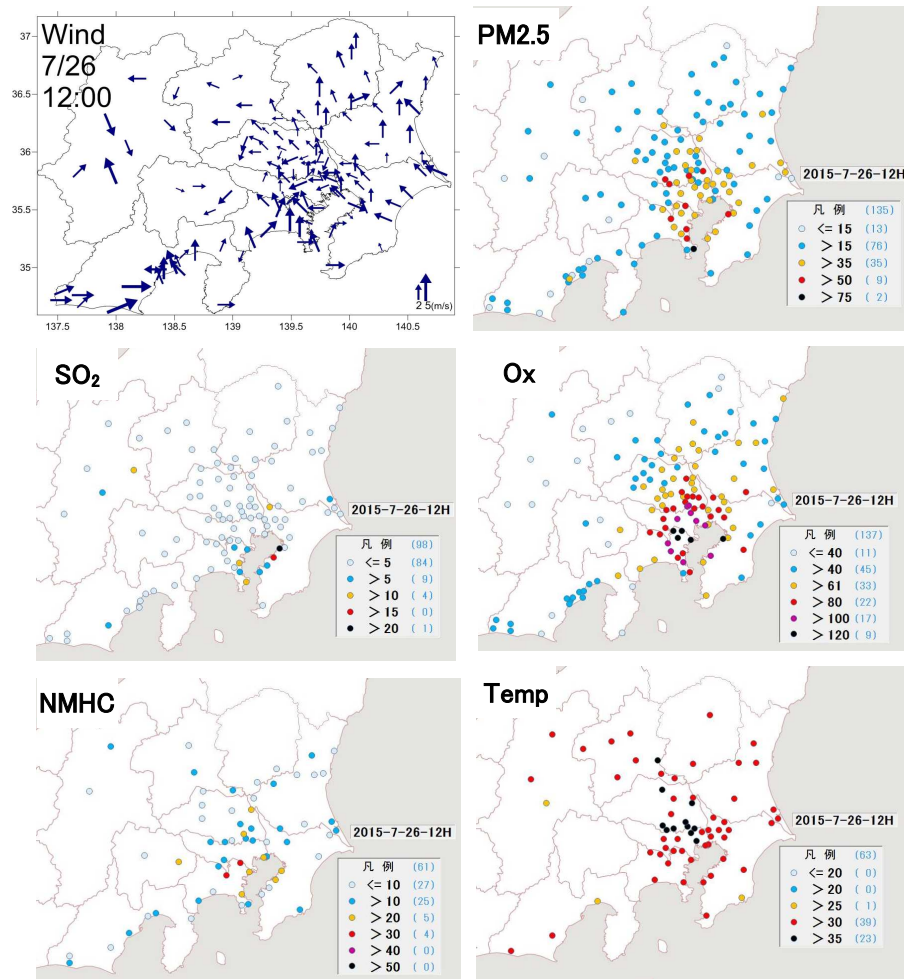 Wind
7/26
12:00
37
36.5
36
35.5
35
137.5 138 138.5 139 139.5 140 140.5
2 5(m/s)
PM2.5
2015-7-26-12H
凡 例 (135)
<= 15 (13)
> 15 (76)
> 35 (35)
> 50 ( 9)
> 75 ( 2)
SO₂
2015-7-26-12H
凡 例 (98)
<= 5 (84)
> 5 ( 9)
> 10 ( 4)
> 15 ( 0)
> 20 ( 1)
Ox
2015-7-26-12H
凡 例 (137)
<= 40 (11)
> 40 (45)
> 61 (33)
> 80 (22)
> 100 (17)
> 120 ( 9)
NMHC
2015-7-26-12H
凡 例 (61)
<= 10 (27)
> 10 (25)
> 20 ( 5)
> 30 ( 4)
> 40 ( 0)
> 50 ( 0)
Temp
2015-7-26-12H
凡 例 (63)
<= 20 ( 0)
> 20 ( 0)
> 25 ( 1)
> 30 (39)
> 35 (23)